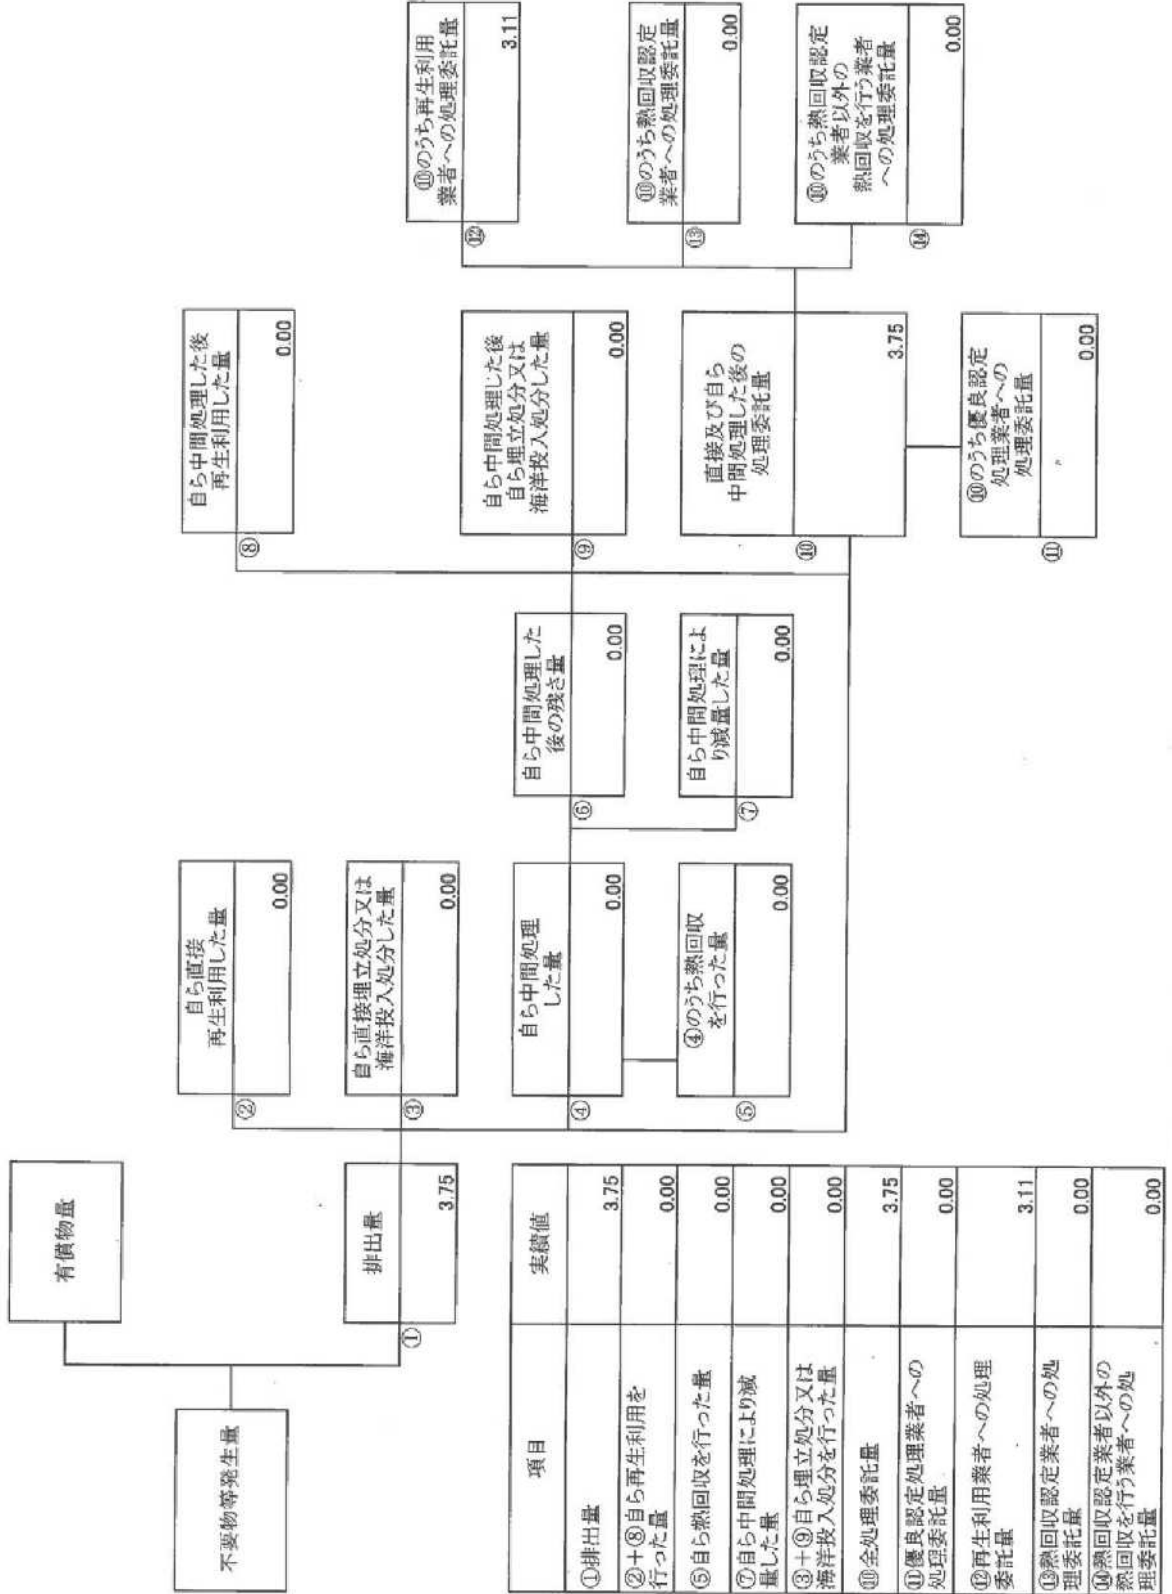 有償物量
不要物等発生量
排出量
①
3.75
自ら直接
再生利用した量
②
0.00
自ら直接埋立処分又は
海洋投入処分した量
③
0.00
自ら中間処理
した量
④
0.00
④のうち熱回収
を行った量
⑤
0.00
自ら中間処理した
後の残さ量
⑥
0.00
自ら中間処理によ
り減量した量
⑦
0.00
自ら中間処理した後
再生利用した量
⑧
0.00
自ら中間処理した後
自ら埋立処分又は
海洋投入処分した量
⑨
0.00
直接及び自ら
中間処理した後の
処理委託量
⑩
3.75
⑩のうち優良認定
処理業者への
処理委託量
⑪
0.00
⑩のうち再生利用
業者への処理委託量
⑫
3.11
⑩のうち熱回収認定
業者への処理委託量
⑬
0.00
⑩のうち熱回収認定
業者以外の
熱回収を行う業者
への処理委託量
⑭
0.00
項目 実績値
①排出量 3.75
②+⑧自ら再生利用を
行った量 0.00
⑤自ら熱回収を行った量 0.00
⑦自ら中間処理により減
量した量 0.00
③+⑨自ら埋立処分又は
海洋投入処分を行った量 0.00
⑩全処理委託量 3.75
⑪優良認定処理業者への
処理委託量 0.00
⑫再生利用業者への処理
委託量 3.11
⑬熱回収認定業者への処
理委託量 0.00
⑭熱回収認定業者以外の
熱回収を行う業者への処
理委託量 0.00